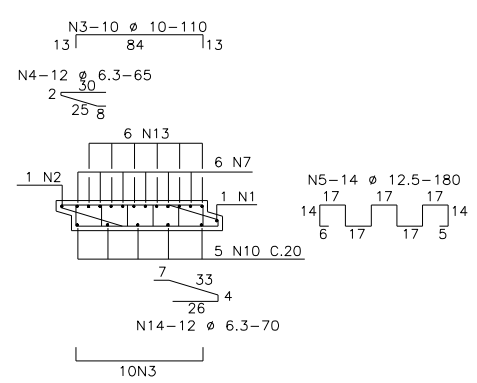 N3-10 ø 10-110
13 84 13
N4-12 ø 6.3-65
30
2
25 8
6 N13
6 N7
1 N2
1 N1
N5-14 ø 12.5-180
17 17 17
14 14
6 17 17 5
5 N10 C.20
7 33
4
26
N14-12 ø 6.3-70
10N3